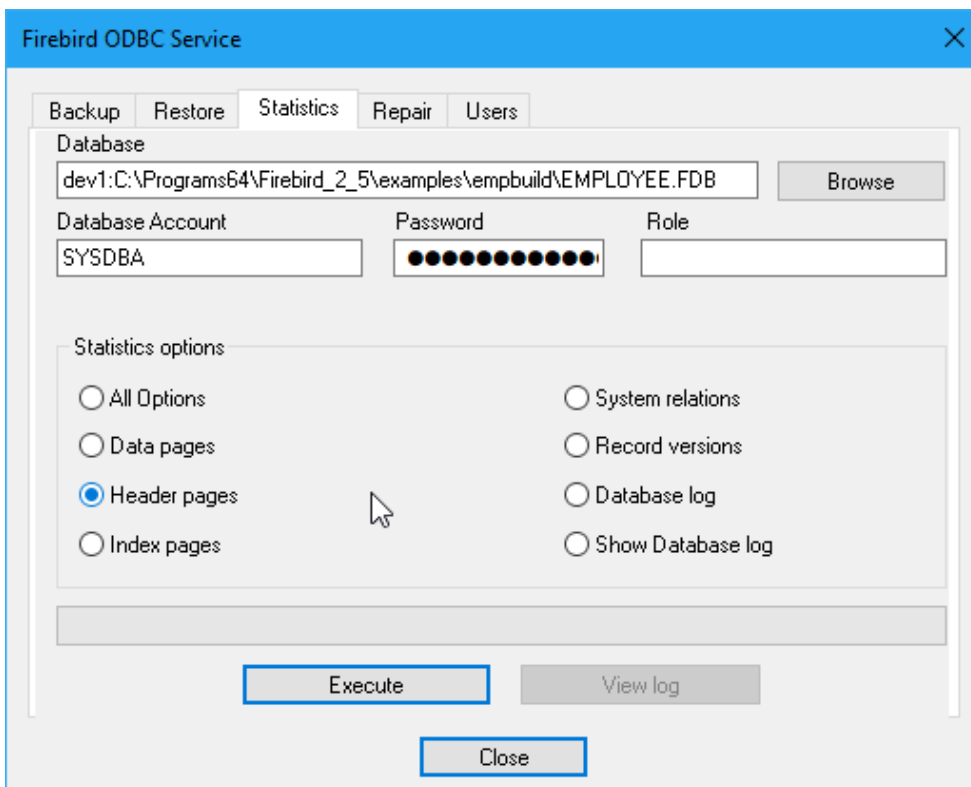 Firebird ODBC Service
Backup Restore Statistics Repair Users
Database
dev1:C:\Programs64\Firebird_2_5\examples\empbuild\EMPLOYEE.FDB Browse
Database Account Password Role
SYSDBA ●●●●●●●●●●●●
Statistics options
All Options System relations
Data pages Record versions
Header pages Database log
Index pages Show Database log
Execute View log
Close